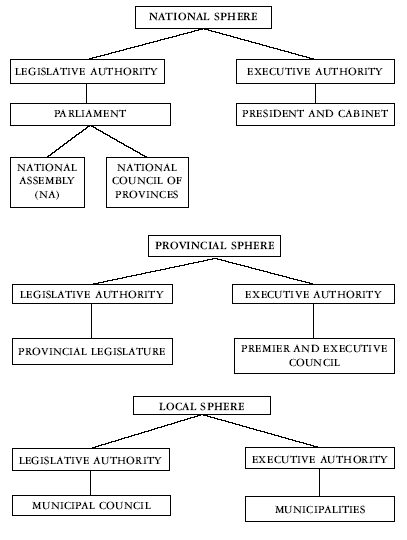 NATIONAL SPHERE
LEGISLATIVE AUTHORITY
EXECUTIVE AUTHORITY
PARLIAMENT
PRESIDENT AND CABINET
NATIONAL
ASSEMBLY
(NA)
NATIONAL
COUNCIL OF
PROVINCES
PROVINCIAL SPHERE
LEGISLATIVE AUTHORITY
EXECUTIVE AUTHORITY
PROVINCIAL LEGISLATURE
PREMIER AND EXECUTIVE
COUNCIL
LOCAL SPHERE
LEGISLATIVE AUTHORITY
EXECUTIVE AUTHORITY
MUNICIPAL COUNCIL
MUNICIPALITIES